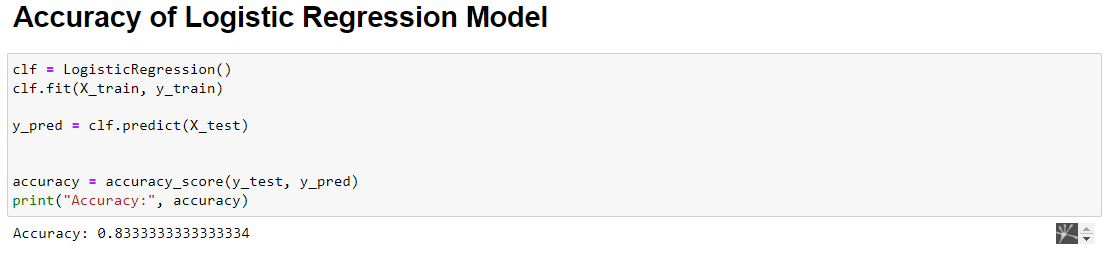 Accuracy of Logistic Regression Model
clf = LogisticRegression()
clf.fit(X_train, y_train)
y_pred = clf.predict(X_test)
accuracy = accuracy_score(y_test, y_pred)
print("Accuracy:", accuracy)
Accuracy: 0.8333333333333334